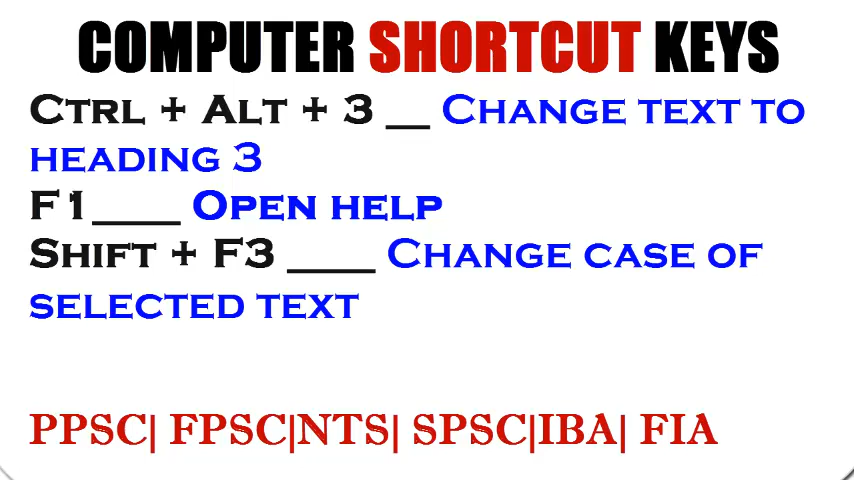 COMPUTER SHORTCUT KEYS
Ctrl + Alt + 3 __ Change text to
heading 3
F1____ Open help
Shift + F3 ____ Change case of
selected text
PPSC| FPSC|NTS| SPSC|IBA| FIA